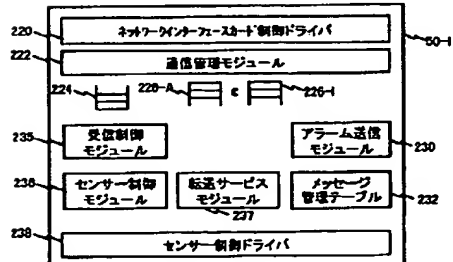 220
ネットワークインターフェースカード制御ドライバ
50-1
222
通信管理モジュール
224
226-A
226-1
235
受信制御
モジュール
アラーム送信
モジュール
230
236
センサー制御
モジュール
転送サービス
モジュール
237
メッセージ
管理テーブル
232
238
センサー制御ドライバ